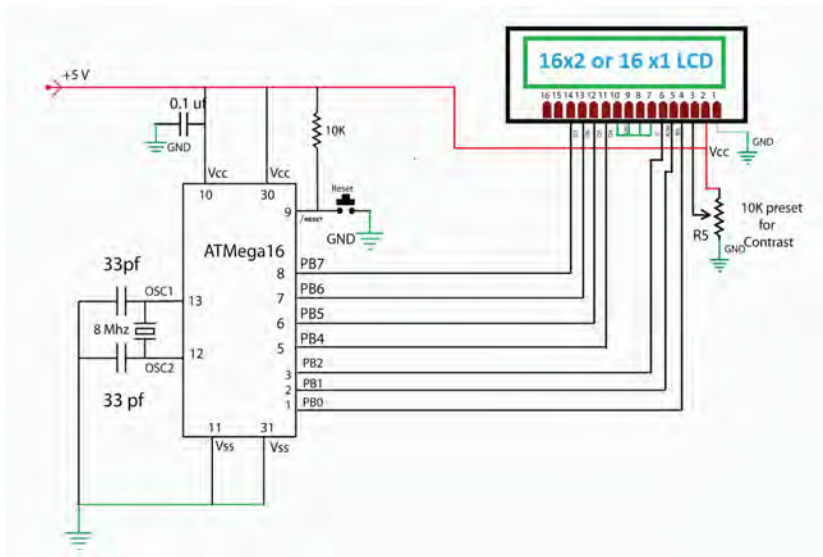 16x2 or 16 x1 LCD
16 15 14 13 12 11 10 9 8 7 6 5 4 3 2 1
+5 V
0.1 uf
GND
10K
Vcc
GND
Vcc
Vcc
10
30
Reset
9
/RESET
GND
10K preset
for
Contrast
R5
GND
ATMega16
33pf
OSC1
13
8 Mhz
12
OSC2
33 pf
8
PB7
7
PB6
6
PB5
5
PB4
3
PB2
2
PB1
1
PB0
11
31
Vss
Vss